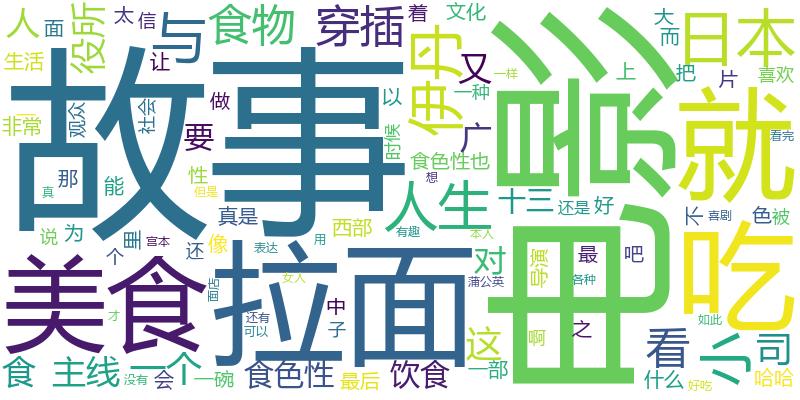 故事
电影
拉面
美食
就
吃
日本
人生
与
食物
穿插
伊丹
又
役所
人
面
太
信
着
文化
大
而
生活
让
做
以
一种
上
把
片
喜欢
非常
观众
社会
要
时候
广
食色性也
一样
看完
那
能
性
想
十三
还是
好
不
喜剧
色
被
真
但是
真是
西部
有趣
本人
说
为
个
里
宫本
还
像
表达
用
对
导演
最
吧
女人
蒲公英
各种
面店
中
才
还有
可以
子
这
啊
之
如此
看
小
司
食
主线
一个
没有
会
一碗
食色性
最后
饮食
一部
什么
好吃
哈哈